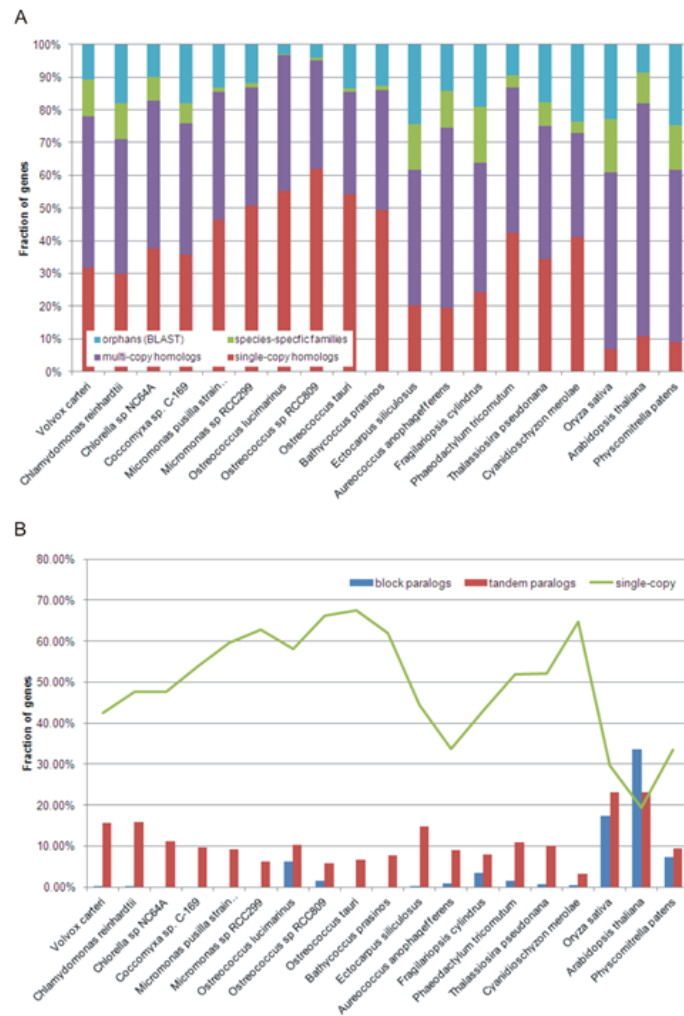 A
100%
90%
80%
70%
60%
50%
40%
30%
20%
10%
0%
Fraction of genes
orphans (BLAST)
species-specfic families
multi-copy homologs
single-copy homologs
Volvox carteri
Chlamydomonas reinhardtii
Chlorella sp NC64A
Coccomyxa sp. C-169
Micromonas pusilla strain...
Micromonas sp RCC299
Ostreococcus lucimarinus
Ostreococcus sp RCC809
Ostreococcus tauri
Bathycoccus prasinos
Ectocarpus siliculosus
Aureococcus anophagefferens
Fragilariopsis cylindrus
Phaeodactylum tricornutum
Thalassiosira pseudonana
Cyanidioschyzon merolae
Oryza sativa
Arabidopsis thaliana
Physcomitrella patens
B
80.00%
70.00%
60.00%
50.00%
40.00%
30.00%
20.00%
10.00%
0.00%
Fraction of genes
block paralogs
tandem paralogs
single-copy
Volvox carteri
Chlamydomonas reinhardtii
Chlorella sp NC64A
Coccomyxa sp. C-169
Micromonas pusilla strain...
Micromonas sp RCC299
Ostreococcus lucimarinus
Ostreococcus sp RCC809
Ostreococcus tauri
Bathycoccus prasinos
Ectocarpus siliculosus
Aureococcus anophagefferens
Fragilariopsis cylindrus
Phaeodactylum tricornutum
Thalassiosira pseudonana
Cyanidioschyzon merolae
Oryza sativa
Arabidopsis thaliana
Physcomitrella patens